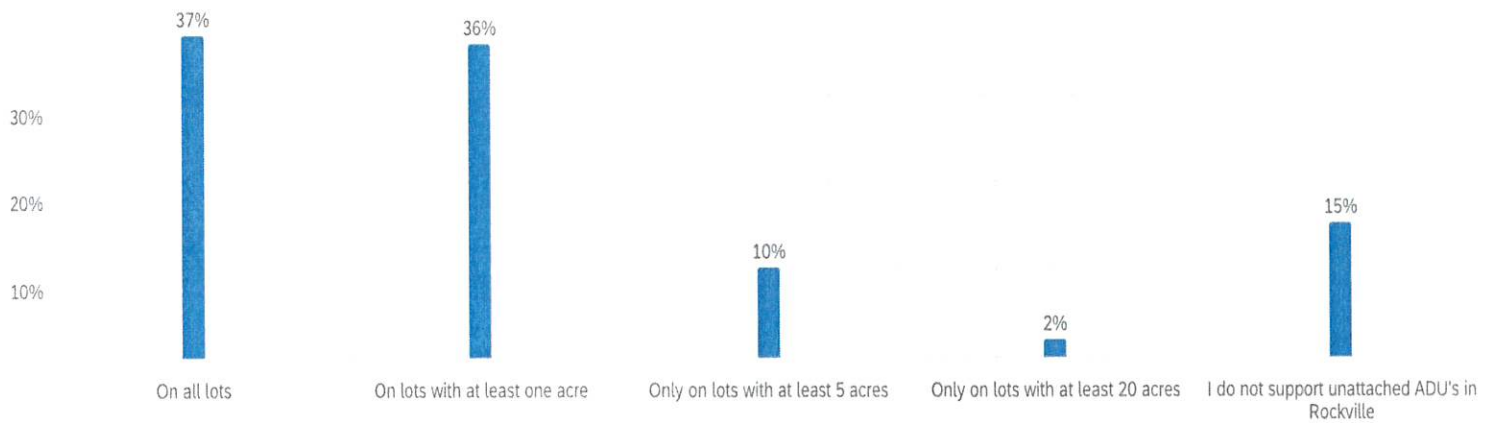 37%
36%
30%
20%
15%
10%
10%
2%
On all lots
On lots with at least one acre
Only on lots with at least 5 acres
Only on lots with at least 20 acres
I do not support unattached ADU's in
Rockville